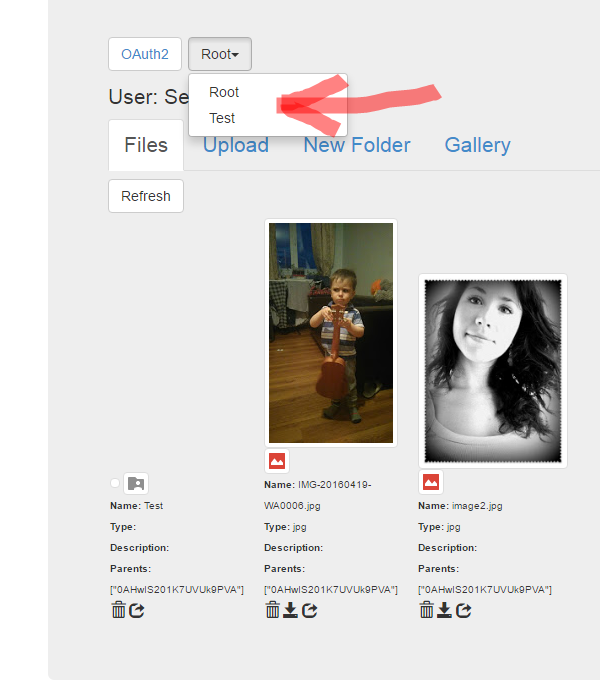 OAuth2 Root
Root
Test
User: Se
Files Upload New Folder Gallery
Refresh
Name: Test
Type:
Description:
Parents:
["0AHwIS201K7UVUk9PVA"]
Name: IMG-20160419-
WA0006.jpg
Type: jpg
Description:
Parents:
["0AHwIS201K7UVUk9PVA"]
Name: image2.jpg
Type: jpg
Description:
Parents:
["0AHwIS201K7UVUk9PVA"]